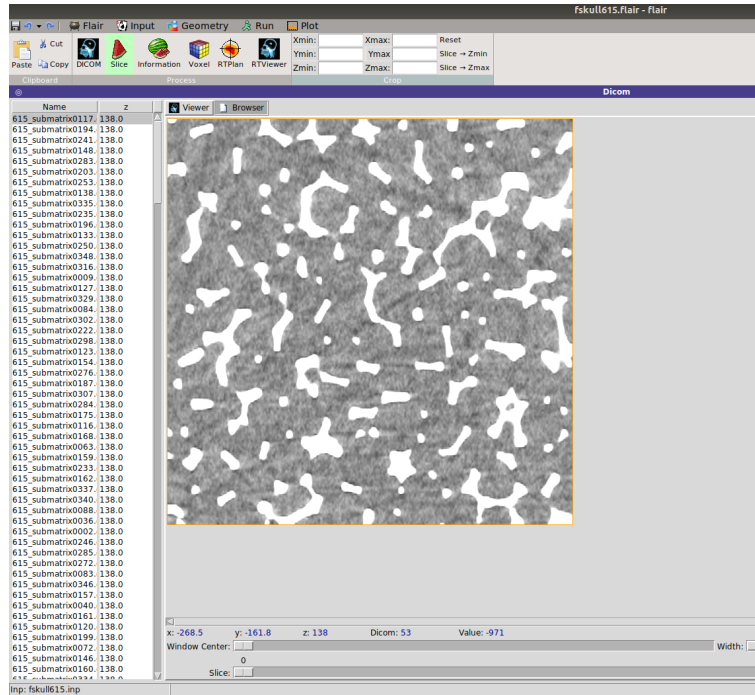 fskull615.flair - flair
Flair Input Geometry Run Plot
Paste Cut Copy DICOM Slice Information Voxel RTPlan RTViewer
Xmin: Xmax: Reset
Ymin: Ymax Slice → Zmin
Zmin: Zmax: Slice → Zmax
Clipboard Process Crop
Dicom
Name z Viewer Browser
615_submatrix0117. 138.0
615_submatrix0194. 138.0
615_submatrix0241. 138.0
615_submatrix0148. 138.0
615_submatrix0283. 138.0
615_submatrix0203. 138.0
615_submatrix0253. 138.0
615_submatrix0138. 138.0
615_submatrix0335. 138.0
615_submatrix0235. 138.0
615_submatrix0196. 138.0
615_submatrix0133. 138.0
615_submatrix0250. 138.0
615_submatrix0348. 138.0
615_submatrix0316. 138.0
615_submatrix0009. 138.0
615_submatrix0127. 138.0
615_submatrix0329. 138.0
615_submatrix0084. 138.0
615_submatrix0302. 138.0
615_submatrix0222. 138.0
615_submatrix0298. 138.0
615_submatrix0123. 138.0
615_submatrix0154. 138.0
615_submatrix0276. 138.0
615_submatrix0187. 138.0
615_submatrix0307. 138.0
615_submatrix0284. 138.0
615_submatrix0175. 138.0
615_submatrix0116. 138.0
615_submatrix0168. 138.0
615_submatrix0063. 138.0
615_submatrix0159. 138.0
615_submatrix0233. 138.0
615_submatrix0162. 138.0
615_submatrix0337. 138.0
615_submatrix0340. 138.0
615_submatrix0088. 138.0
615_submatrix0036. 138.0
615_submatrix0002. 138.0
615_submatrix0246. 138.0
615_submatrix0285. 138.0
615_submatrix0272. 138.0
615_submatrix0083. 138.0
615_submatrix0346. 138.0
615_submatrix0157. 138.0
615_submatrix0040. 138.0
615_submatrix0161. 138.0
615_submatrix0120. 138.0
615_submatrix0199. 138.0
615_submatrix0072. 138.0
615_submatrix0146. 138.0
615_submatrix0160. 138.0
x: -268.5 y: -161.8 z: 138 Dicom: 53 Value: -971
Window Center: Width:
0
Slice:
Inp: fskull615.inp